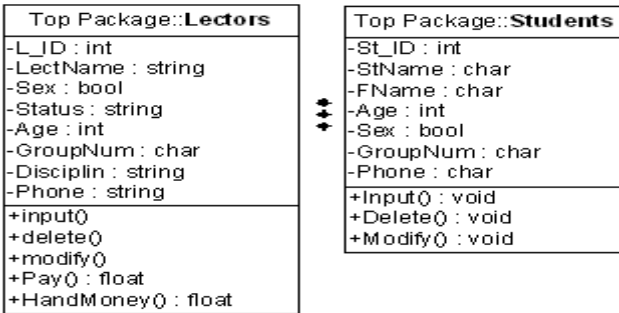 Top Package::Lectors
-L_ID : int
-LectName : string
-Sex : bool
-Status : string
-Age : int
-GroupNum : char
-Disciplin : string
-Phone : string
+input()
+delete()
+modify()
+Pay() : float
+HandMoney() : float
Top Package::Students
-St_ID : int
-StName : char
-FName : char
-Age : int
-Sex : bool
-GroupNum : char
-Phone : char
+Input() : void
+Delete() : void
+Modify() : void